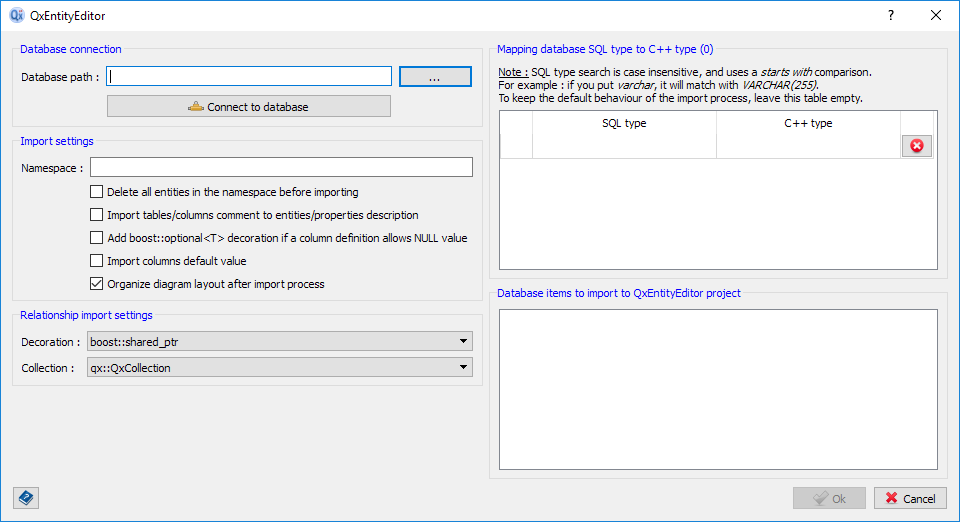 QxEntityEditor
Database connection
Database path :
...
Connect to database
Import settings
Namespace :
Delete all entities in the namespace before importing
Import tables/columns comment to entities/properties description
Add boost::optional<T> decoration if a column definition allows NULL value
Import columns default value
Organize diagram layout after import process
Relationship import settings
Decoration : boost::shared_ptr
Collection : qx::QxCollection
Mapping database SQL type to C++ type (0)
Note : SQL type search is case insensitive, and uses a starts with comparison.
For example : if you put varchar, it will match with VARCHAR(255).
To keep the default behaviour of the import process, leave this table empty.
SQL type C++ type
Database items to import to QxEntityEditor project
Ok Cancel